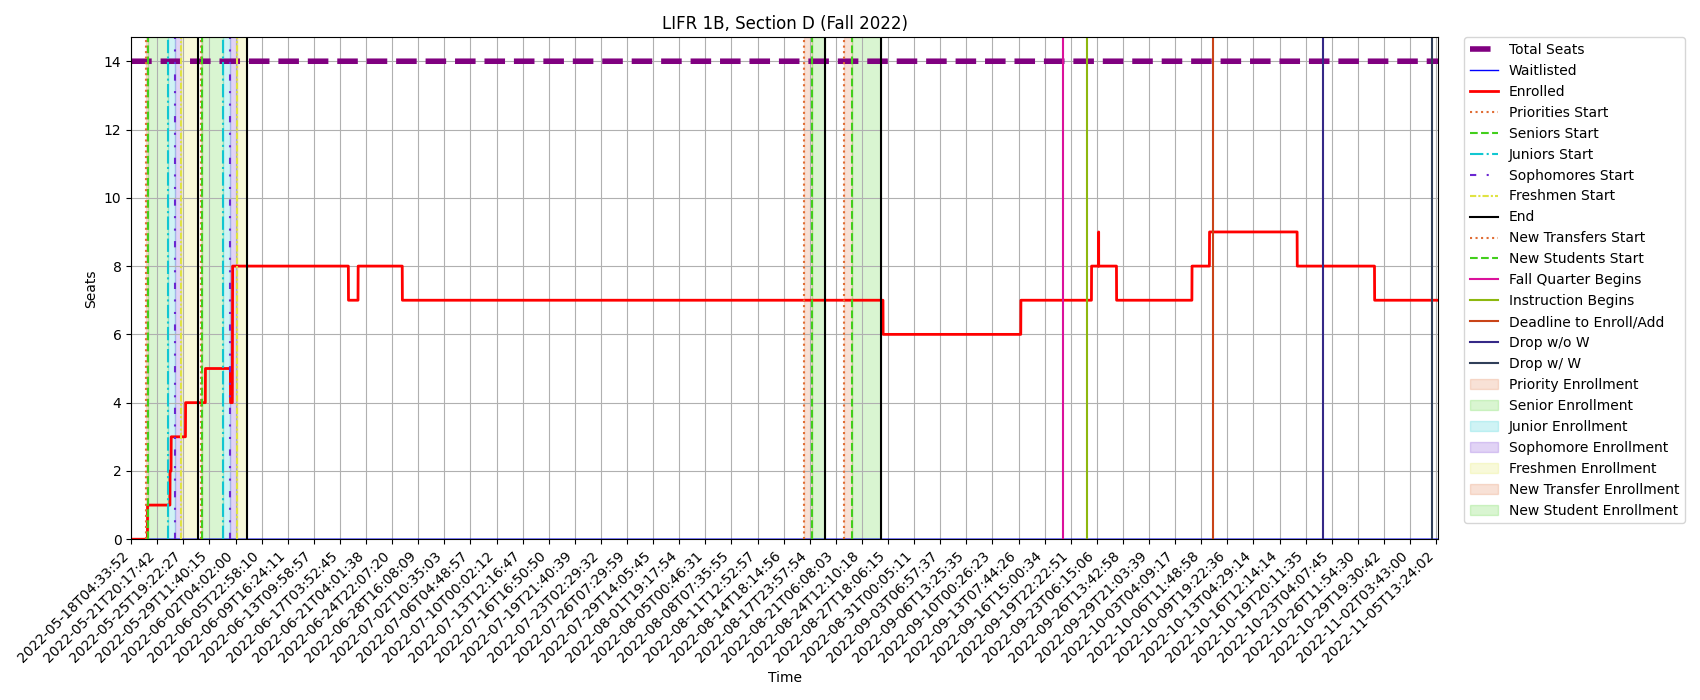 LIFR 1B, Section D (Fall 2022)
Seats
14
12
10
8
6
4
2
0
2022-05-18T04:33:52
2022-05-21T20:17:42
2022-05-25T19:22:27
2022-05-29T11:40:15
2022-06-02T04:02:00
2022-06-05T22:58:10
2022-06-09T16:24:11
2022-06-13T09:58:57
2022-06-17T03:52:45
2022-06-21T04:01:38
2022-06-24T22:07:20
2022-06-28T16:08:09
2022-07-02T10:35:03
2022-07-06T04:48:57
2022-07-10T00:02:12
2022-07-13T12:16:47
2022-07-16T16:50:50
2022-07-19T21:40:39
2022-07-23T02:29:32
2022-07-26T07:29:59
2022-07-29T14:05:45
2022-08-01T19:17:54
2022-08-05T00:46:31
2022-08-08T07:35:55
2022-08-11T12:52:57
2022-08-14T18:14:56
2022-08-17T23:57:54
2022-08-21T06:08:03
2022-08-24T12:10:18
2022-08-27T18:06:15
2022-08-31T00:05:11
2022-09-03T06:57:37
2022-09-06T13:25:35
2022-09-10T00:26:23
2022-09-13T07:44:26
2022-09-16T15:00:34
2022-09-19T22:22:51
2022-09-23T06:15:06
2022-09-26T13:42:58
2022-09-29T21:03:39
2022-10-03T04:09:17
2022-10-06T11:48:58
2022-10-09T19:22:36
2022-10-13T04:29:14
2022-10-16T12:14:14
2022-10-19T20:11:35
2022-10-23T04:07:45
2022-10-26T11:54:30
2022-10-29T19:30:42
2022-11-02T03:43:00
2022-11-05T13:24:02
Time
Total Seats
Waitlisted
Enrolled
Priorities Start
Seniors Start
Juniors Start
Sophomores Start
Freshmen Start
End
New Transfers Start
New Students Start
Fall Quarter Begins
Instruction Begins
Deadline to Enroll/Add
Drop w/o W
Drop w/ W
Priority Enrollment
Senior Enrollment
Junior Enrollment
Sophomore Enrollment
Freshmen Enrollment
New Transfer Enrollment
New Student Enrollment